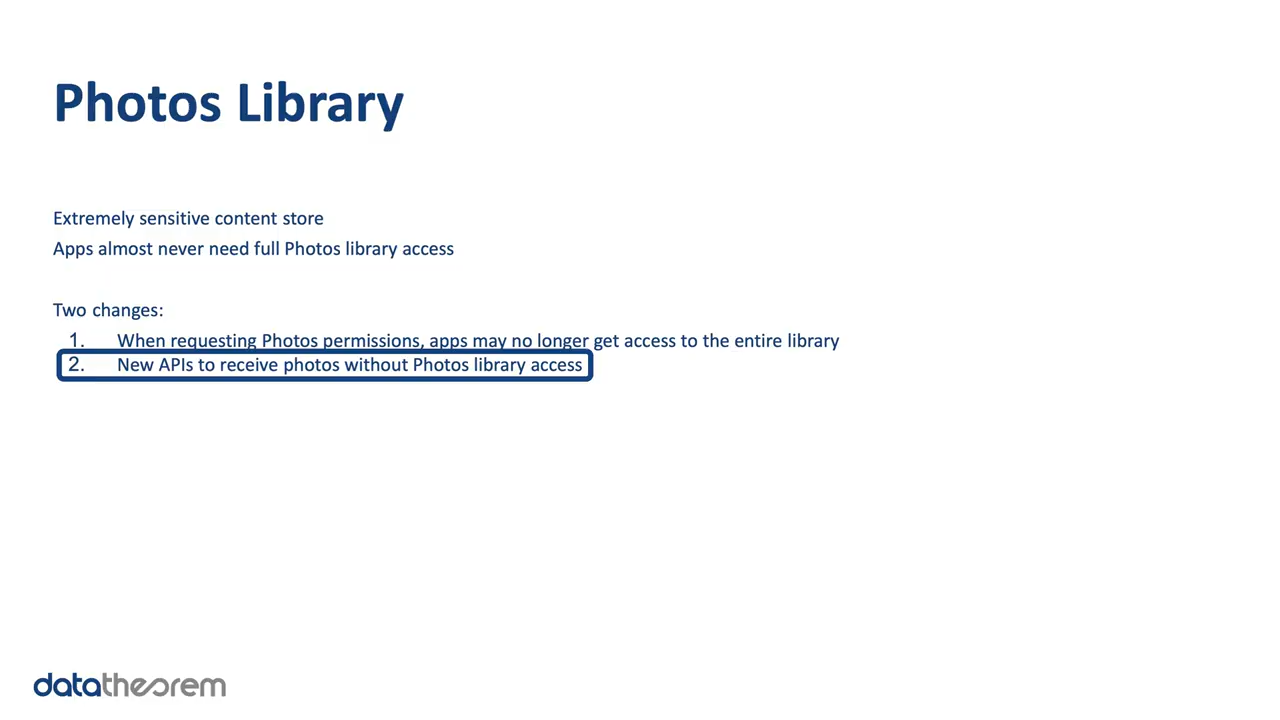 Photos Library
Extremely sensitive content store
Apps almost never need full Photos library access
Two changes:
1. When requesting Photos permissions, apps may no longer get access to the entire library
2. New APIs to receive photos without Photos library access
datatheorem